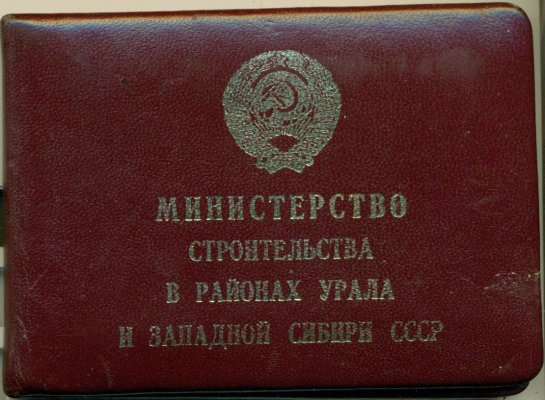 МИНИСТЕРСТВО
СТРОИТЕЛЬСТВА
В РАЙОНАХ УРАЛА
И ЗАПАДНОЙ СИБИРИ СССР